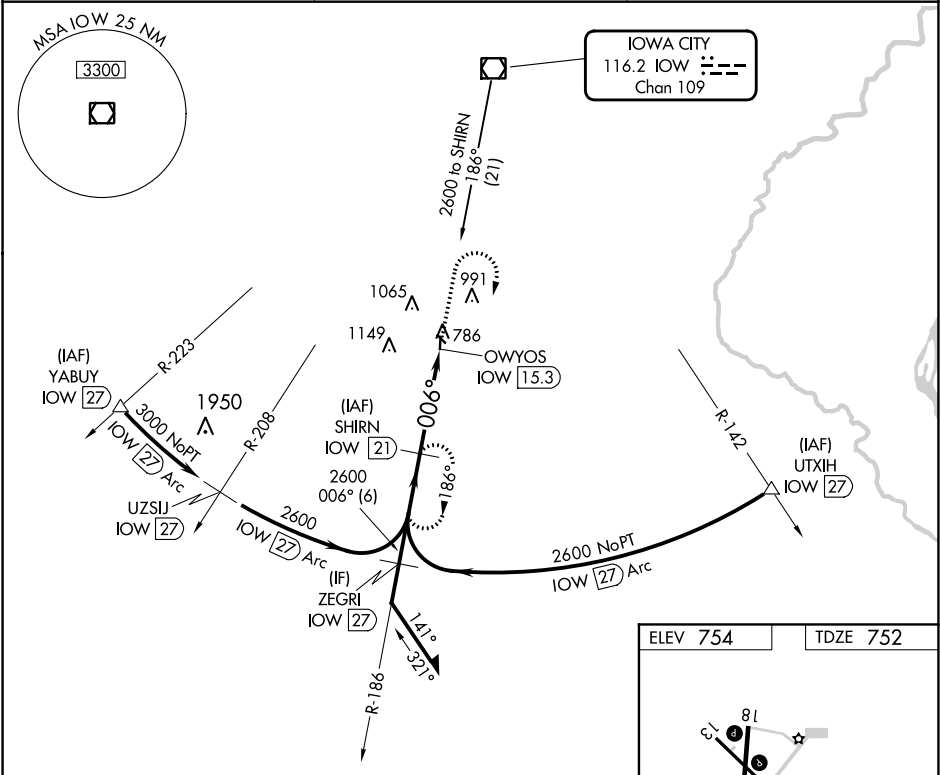 MSA IOW 25 NM
3300
IOWA CITY
116.2 IOW
Chan 109
2600 to SHIRN
186°
(21)
991
1065
1149
786
OWYOS
IOW 15.3
006°
R-223
(IAF)
YABUY
IOW 27
3000 NoPT
IOW 27 Arc
1950
R-208
(IAF)
SHIRN
IOW 21
2600
006° (6)
186°
R-142
(IAF)
UTXIH
IOW 27
UZSIJ
IOW 27
2600
IOW 27 Arc
2600 NoPT
IOW 27 Arc
(IF)
ZEGRI
IOW 27
141°
321°
R-186
ELEV 754
TDZE 752
18
13
P
P